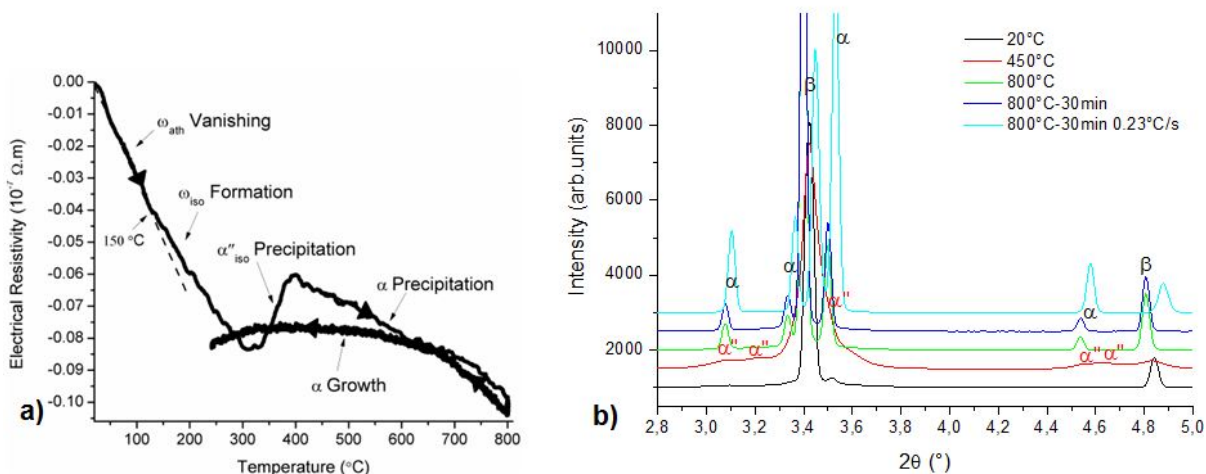 0.00
-0.01
-0.02
-0.03
-0.04
-0.05
-0.06
-0.07
-0.08
-0.09
-0.10
Electrical Resistivity (10⁻⁷ Ω.m)
ω_ath Vanishing
ω_iso Formation
150 °C
α″_iso Precipitation
α Precipitation
α Growth
100 200 300 400 500 600 700 800
Temperature (°C)
a)
10000
8000
6000
4000
2000
Intensity (arb.units)
20°C
450°C
800°C
800°C-30min
800°C-30min 0.23°C/s
α
β
α
α
α"
β
α
α" α"
α" α"
2,8 3,0 3,2 3,4 3,6 3,8 4,0 4,2 4,4 4,6 4,8 5,0
2θ (°)
b)